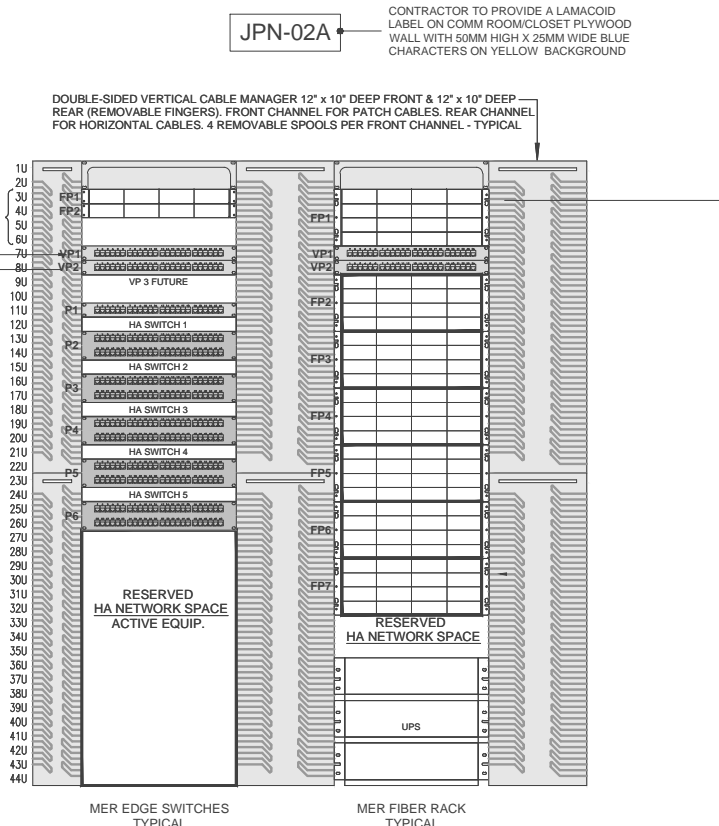 CONTRACTOR TO PROVIDE A LAMACOID
LABEL ON COMM ROOM/CLOSET PLYWOOD
WALL WITH 50MM HIGH X 25MM WIDE BLUE
CHARACTERS ON YELLOW BACKGROUND
JPN-02A
DOUBLE-SIDED VERTICAL CABLE MANAGER 12" x 10" DEEP FRONT & 12" x 10" DEEP
REAR (REMOVABLE FINGERS). FRONT CHANNEL FOR PATCH CABLES. REAR CHANNEL
FOR HORIZONTAL CABLES. 4 REMOVABLE SPOOLS PER FRONT CHANNEL - TYPICAL
1U
2U
3U
4U
5U
6U
7U
8U
9U
10U
11U
12U
13U
14U
15U
16U
17U
18U
19U
20U
21U
22U
23U
24U
25U
26U
27U
28U
29U
30U
31U
32U
33U
34U
35U
36U
37U
38U
39U
40U
41U
42U
43U
44U
FP1
FP2
VP1
VP2
VP 3 FUTURE
P1
HA SWITCH 1
P2
HA SWITCH 2
P3
HA SWITCH 3
P4
HA SWITCH 4
P5
HA SWITCH 5
P6
RESERVED
HA NETWORK SPACE
ACTIVE EQUIP.
MER EDGE SWITCHES
TYPICAL
FP1
VP1
VP2
FP2
FP3
FP4
FP5
FP6
FP7
RESERVED
HA NETWORK SPACE
UPS
MER FIBER RACK
TYPICAL